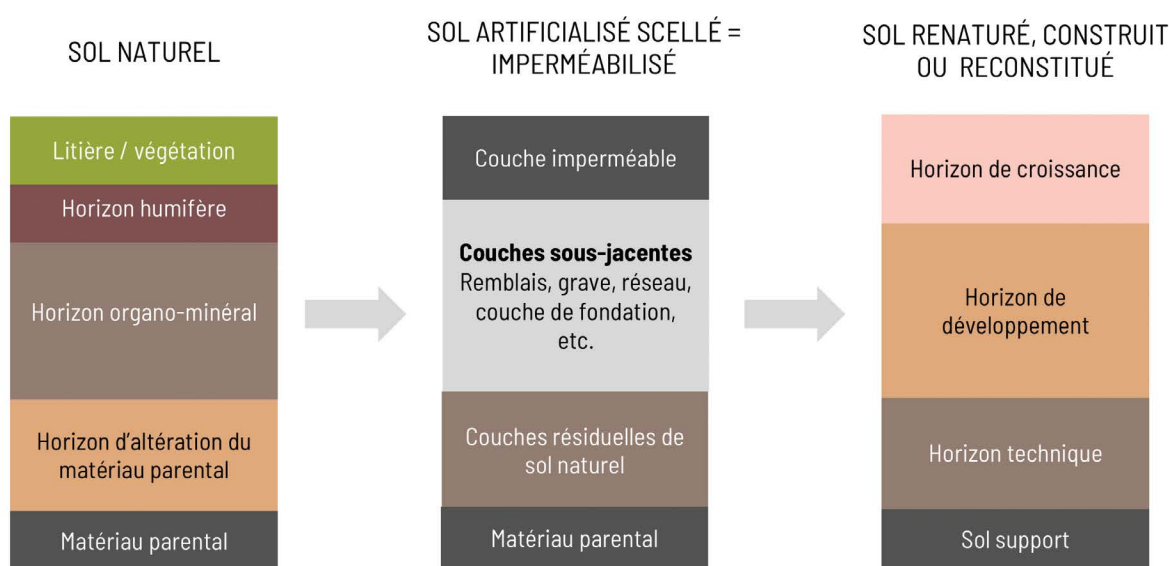 SOL NATUREL
Litière / végétation
Horizon humifère
Horizon organo-minéral
Horizon d'altération du
matériau parental
Matériau parental
SOL ARTIFICIALISÉ SCELLÉ =
IMPERMÉABILISÉ
Couche imperméable
Couches sous-jacentes
Remblais, grave, réseau,
couche de fondation,
etc.
Couches résiduelles de
sol naturel
Matériau parental
SOL RENATURÉ, CONSTRUIT
OU RECONSTITUÉ
Horizon de croissance
Horizon de
développement
Horizon technique
Sol support